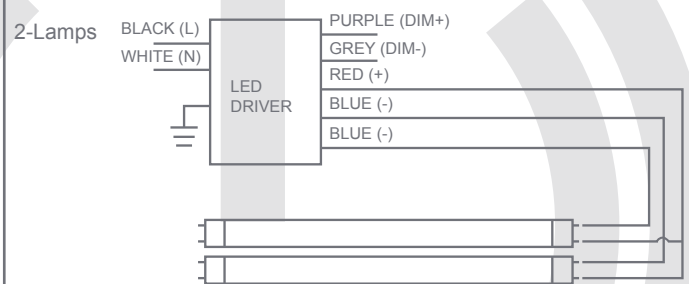 2-Lamps
BLACK (L)
WHITE (N)
LED
DRIVER
PURPLE (DIM+)
GREY (DIM-)
RED (+)
BLUE (-)
BLUE (-)